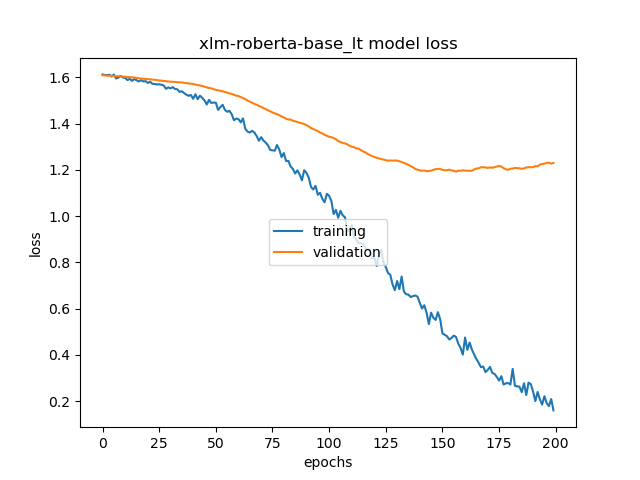 xlm-roberta-base_lt model loss
1.6
1.4
1.2
1.0
0.8
0.6
0.4
0.2
loss
training
validation
0 25 50 75 100 125 150 175 200
epochs